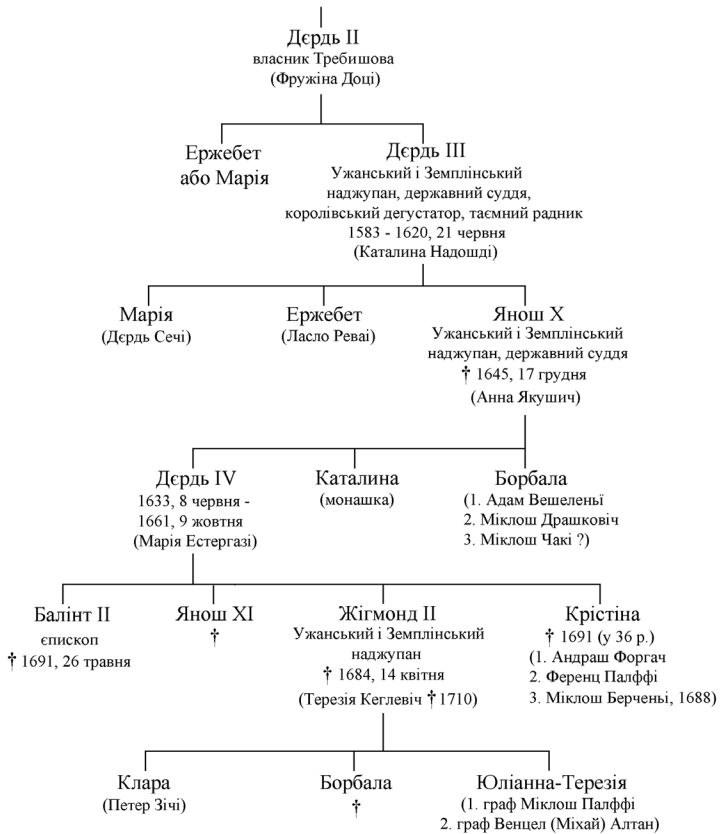 Дєрдь II
власник Требишова
(Фружіна Доці)
Ержебет
або Марія
Дєрдь III
Ужанський і Земплінський
наджупан, державний суддя,
королівський дегустатор, таємний радник
1583 - 1620, 21 червня
(Каталина Надошді)
Марія
(Дєрдь Сечі)
Ержебет
(Ласло Реваі)
Янош X
Ужанський і Земплінський
наджупан, державний суддя
† 1645, 17 грудня
(Анна Якушич)
Дєрдь IV
1633, 8 червня -
1661, 9 жовтня
(Марія Естергазі)
Каталина
(монашка)
Борбала
(1. Адам Вешеленьї
2. Міклош Драшковіч
3. Міклош Чакі ?)
Балінт II
єпископ
† 1691, 26 травня
Янош XI
†
Жігмонд II
Ужанський і Земплінський
наджупан
† 1684, 14 квітня
(Терезія Кеглевіч † 1710)
Крістіна
† 1691 (у 36 р.)
(1. Андраш Форгач
2. Ференц Палффі
3. Міклош Берченьі, 1688)
Клара
(Петер Зічі)
Борбала
†
Юліанна-Терезія
(1. граф Міклош Палффі
2. граф Венцел (Міхай) Алтан)